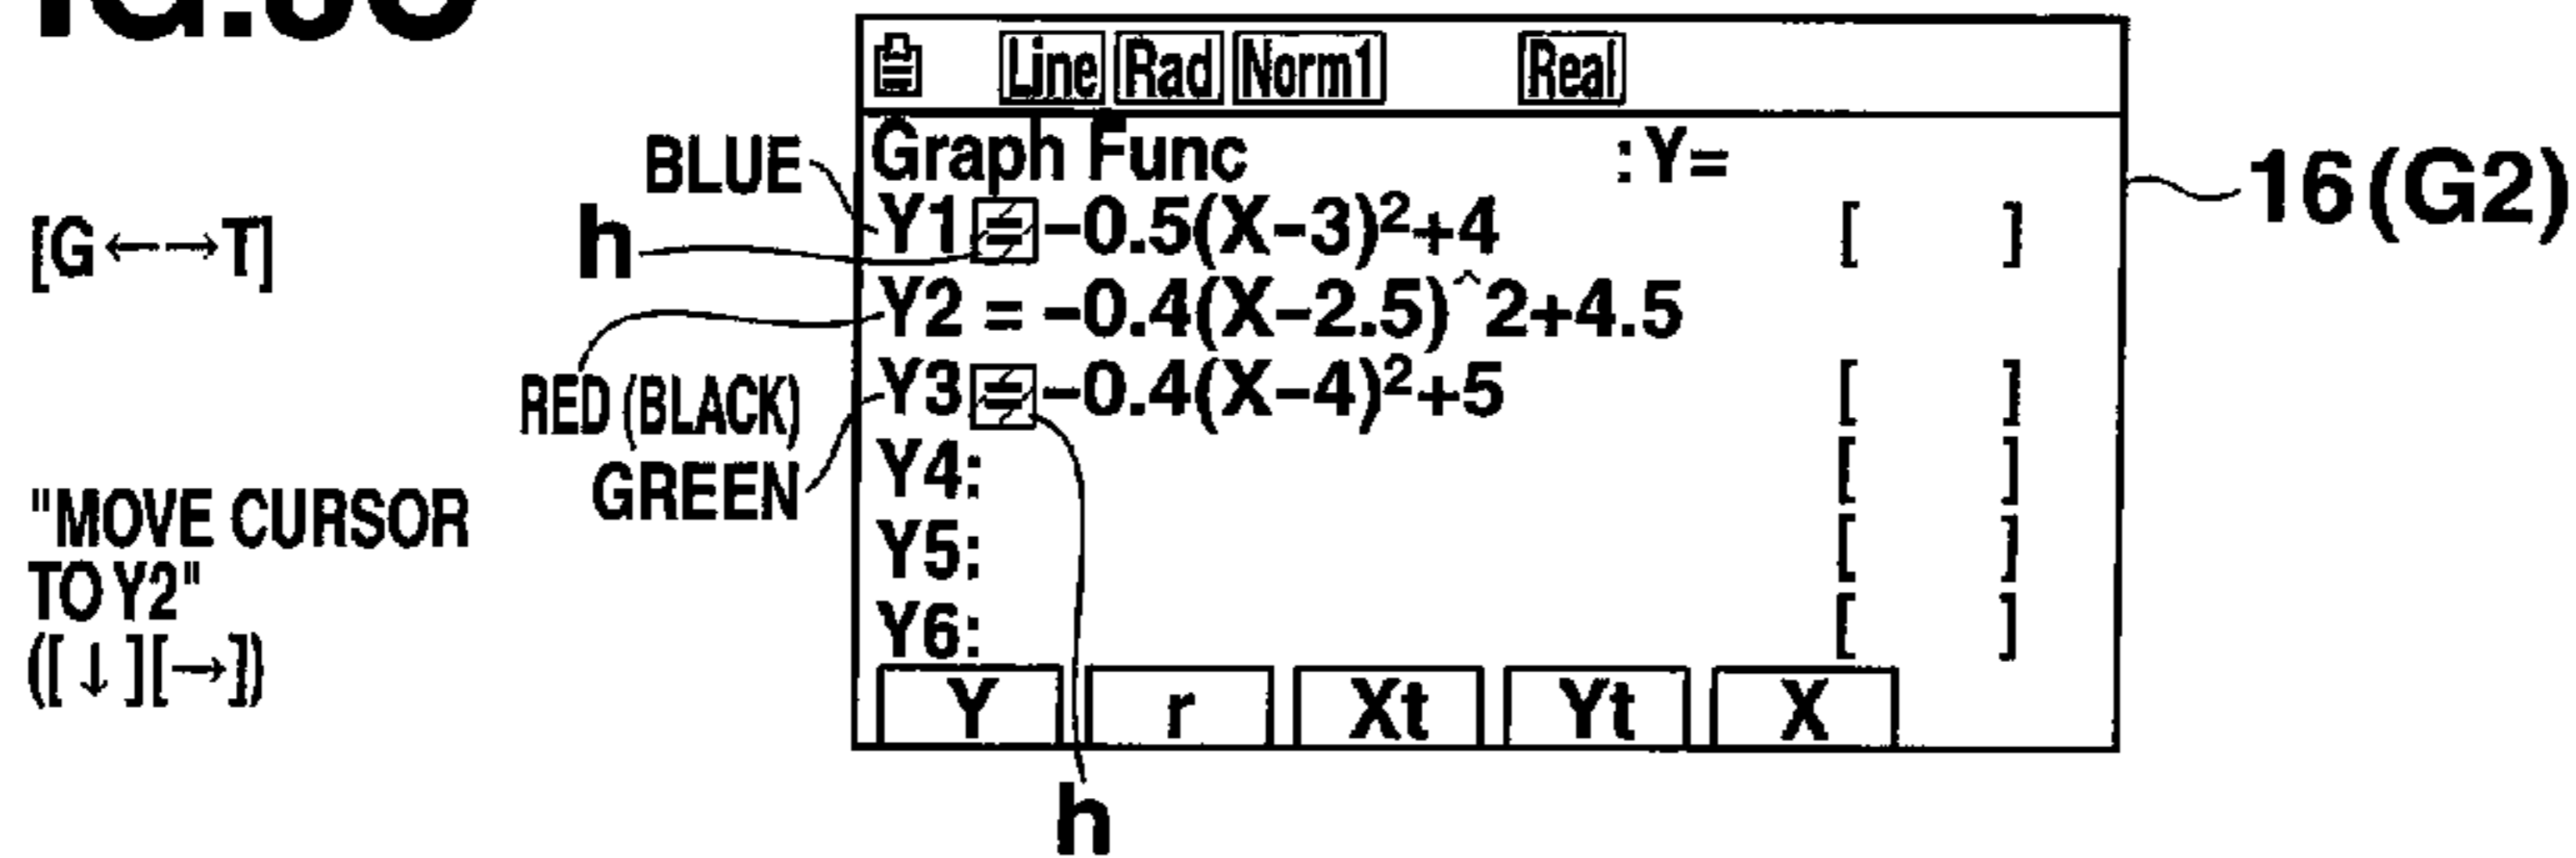 [G←→T]
"MOVE CURSOR
TO Y2"
([↓][→])
BLUE
h
RED (BLACK)
GREEN
Line Rad Norm1 Real
Graph Func :Y=
Y1=-0.5(X-3)²+4 [ ]
Y2=-0.4(X-2.5)^2+4.5
Y3=-0.4(X-4)²+5 [ ]
Y4: [ ]
Y5: [ ]
Y6: [ ]
Y r Xt Yt X
h
16(G2)